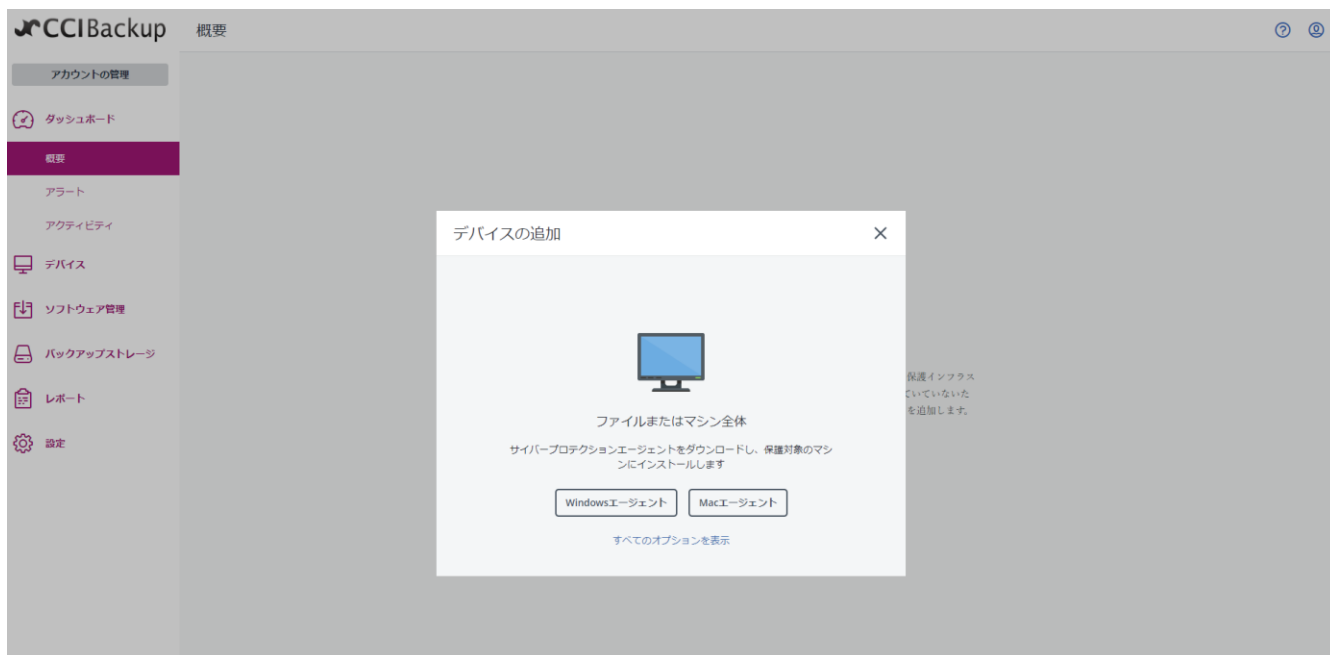 CCIBackup
概要
アカウントの管理
ダッシュボード
概要
アラート
アクティビティ
デバイス
ソフトウェア管理
バックアップストレージ
レポート
設定
デバイスの追加
ファイルまたはマシン全体
サイバープロテクションエージェントをダウンロードし、保護対象のマシ
ンにインストールします
Windowsエージェント
Macエージェント
すべてのオプションを表示
保護インフラス
ていていないた
を追加します。